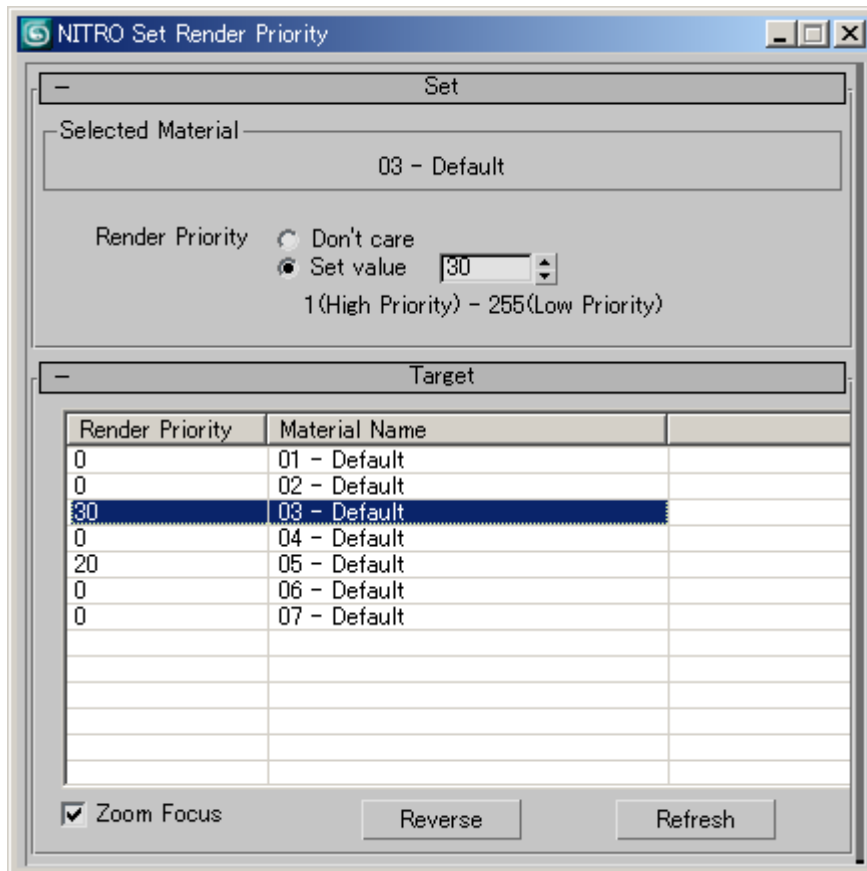 NITRO Set Render Priority
Set
Selected Material
03 - Default
Render Priority
Don't care
Set value 30
1(High Priority) - 255(Low Priority)
Target
Render Priority Material Name
0 01 - Default
0 02 - Default
30 03 - Default
0 04 - Default
20 05 - Default
0 06 - Default
0 07 - Default
Zoom Focus Reverse Refresh